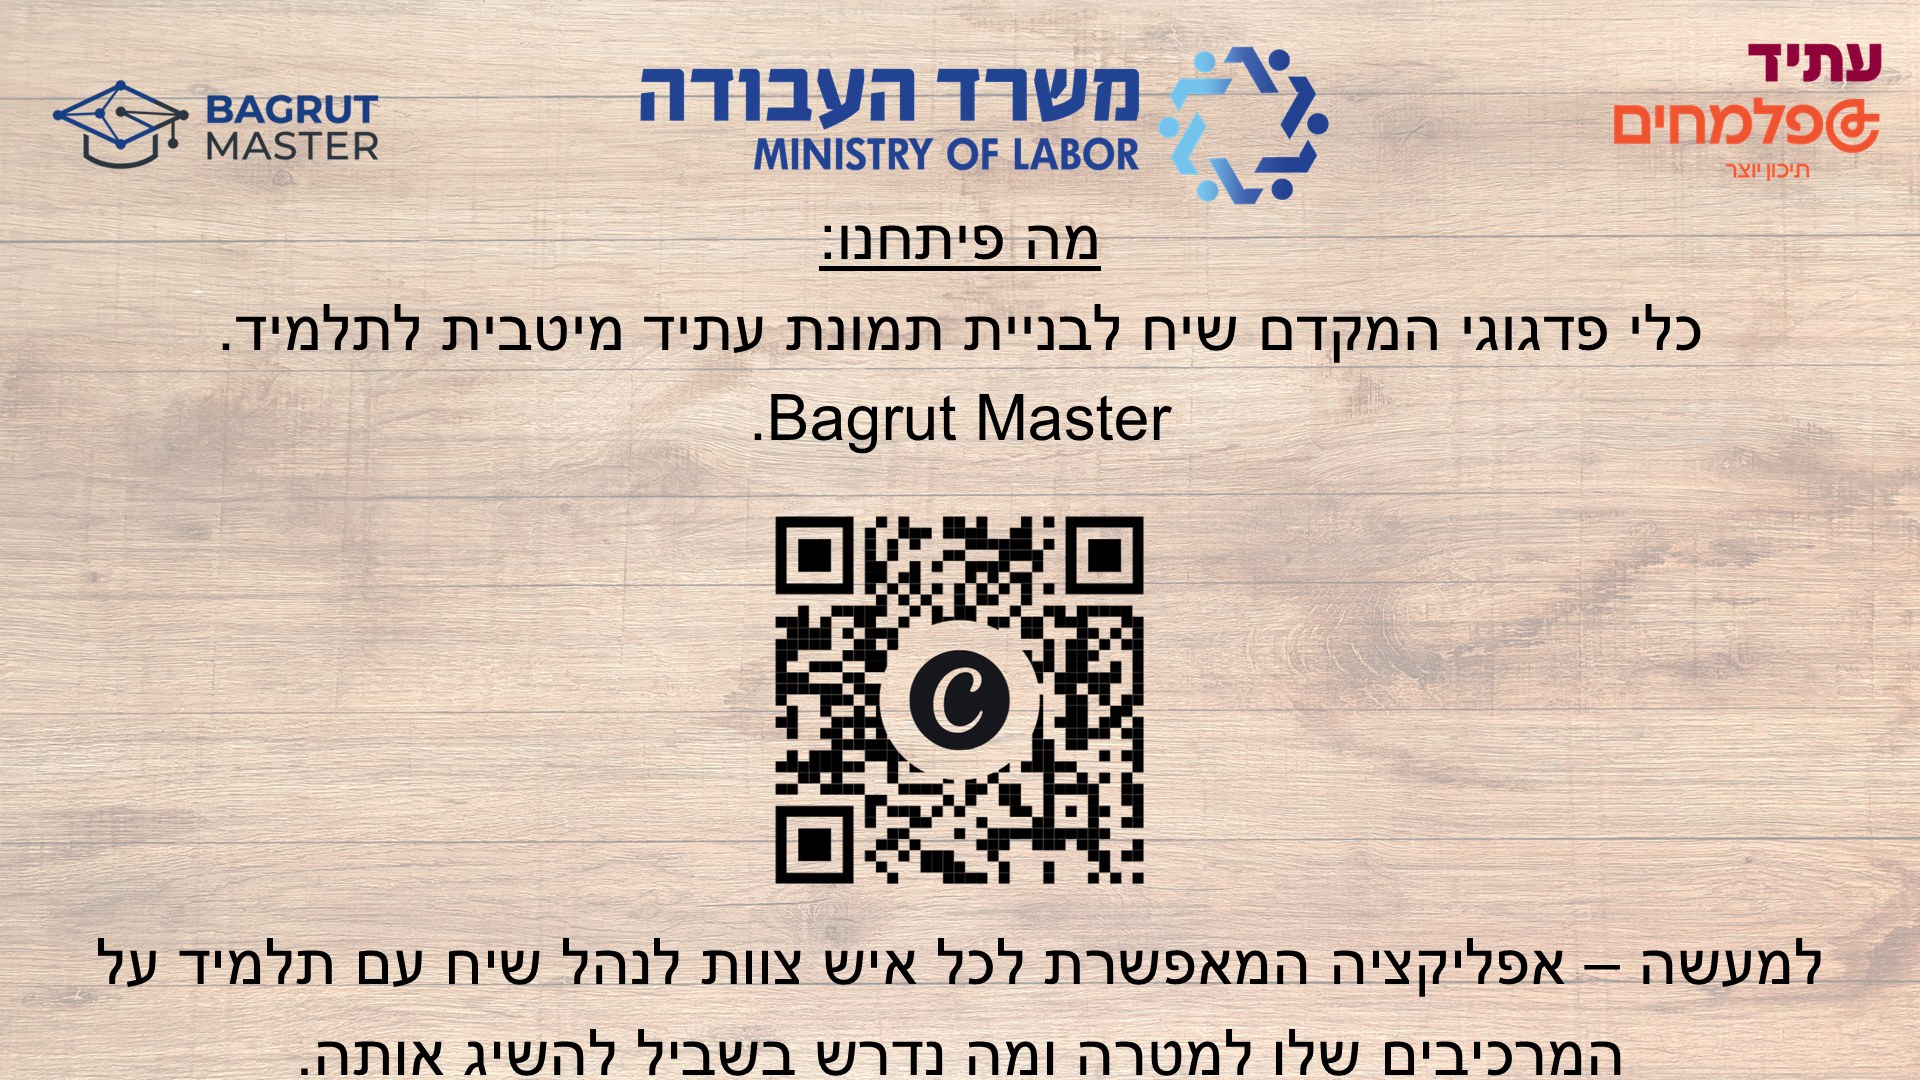 BAGRUT
MASTER
משרד העבודה
MINISTRY OF LABOR
עתיד
פלמחים
תיכון יוצר
מה פיתחנו:
כלי פדגוגי המקדם שיח לבניית תמונת עתיד מיטבית לתלמיד.
Bagrut Master.
C
למעשה – אפליקציה המאפשרת לכל איש צוות לנהל שיח עם תלמיד על
המרכיבים שלו למטרה ומה נדרש בשביל להשיג אותה.